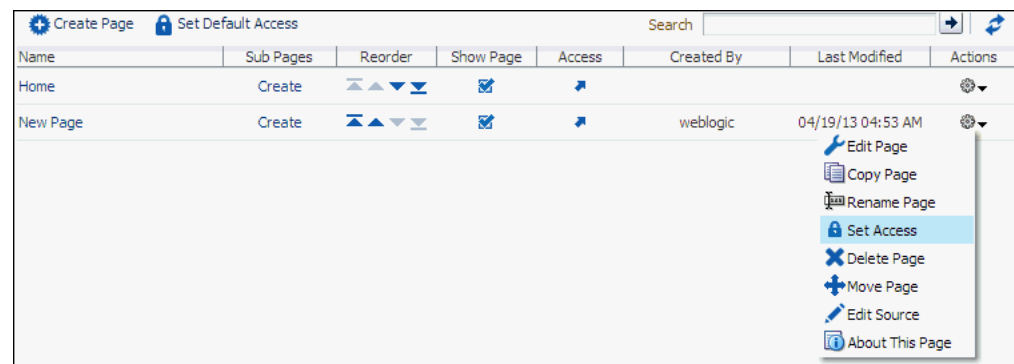 Create Page Set Default Access Search
Name Sub Pages Reorder Show Page Access Created By Last Modified Actions
Home Create
New Page Create weblogic 04/19/13 04:53 AM
Edit Page
Copy Page
Rename Page
Set Access
Delete Page
Move Page
Edit Source
About This Page